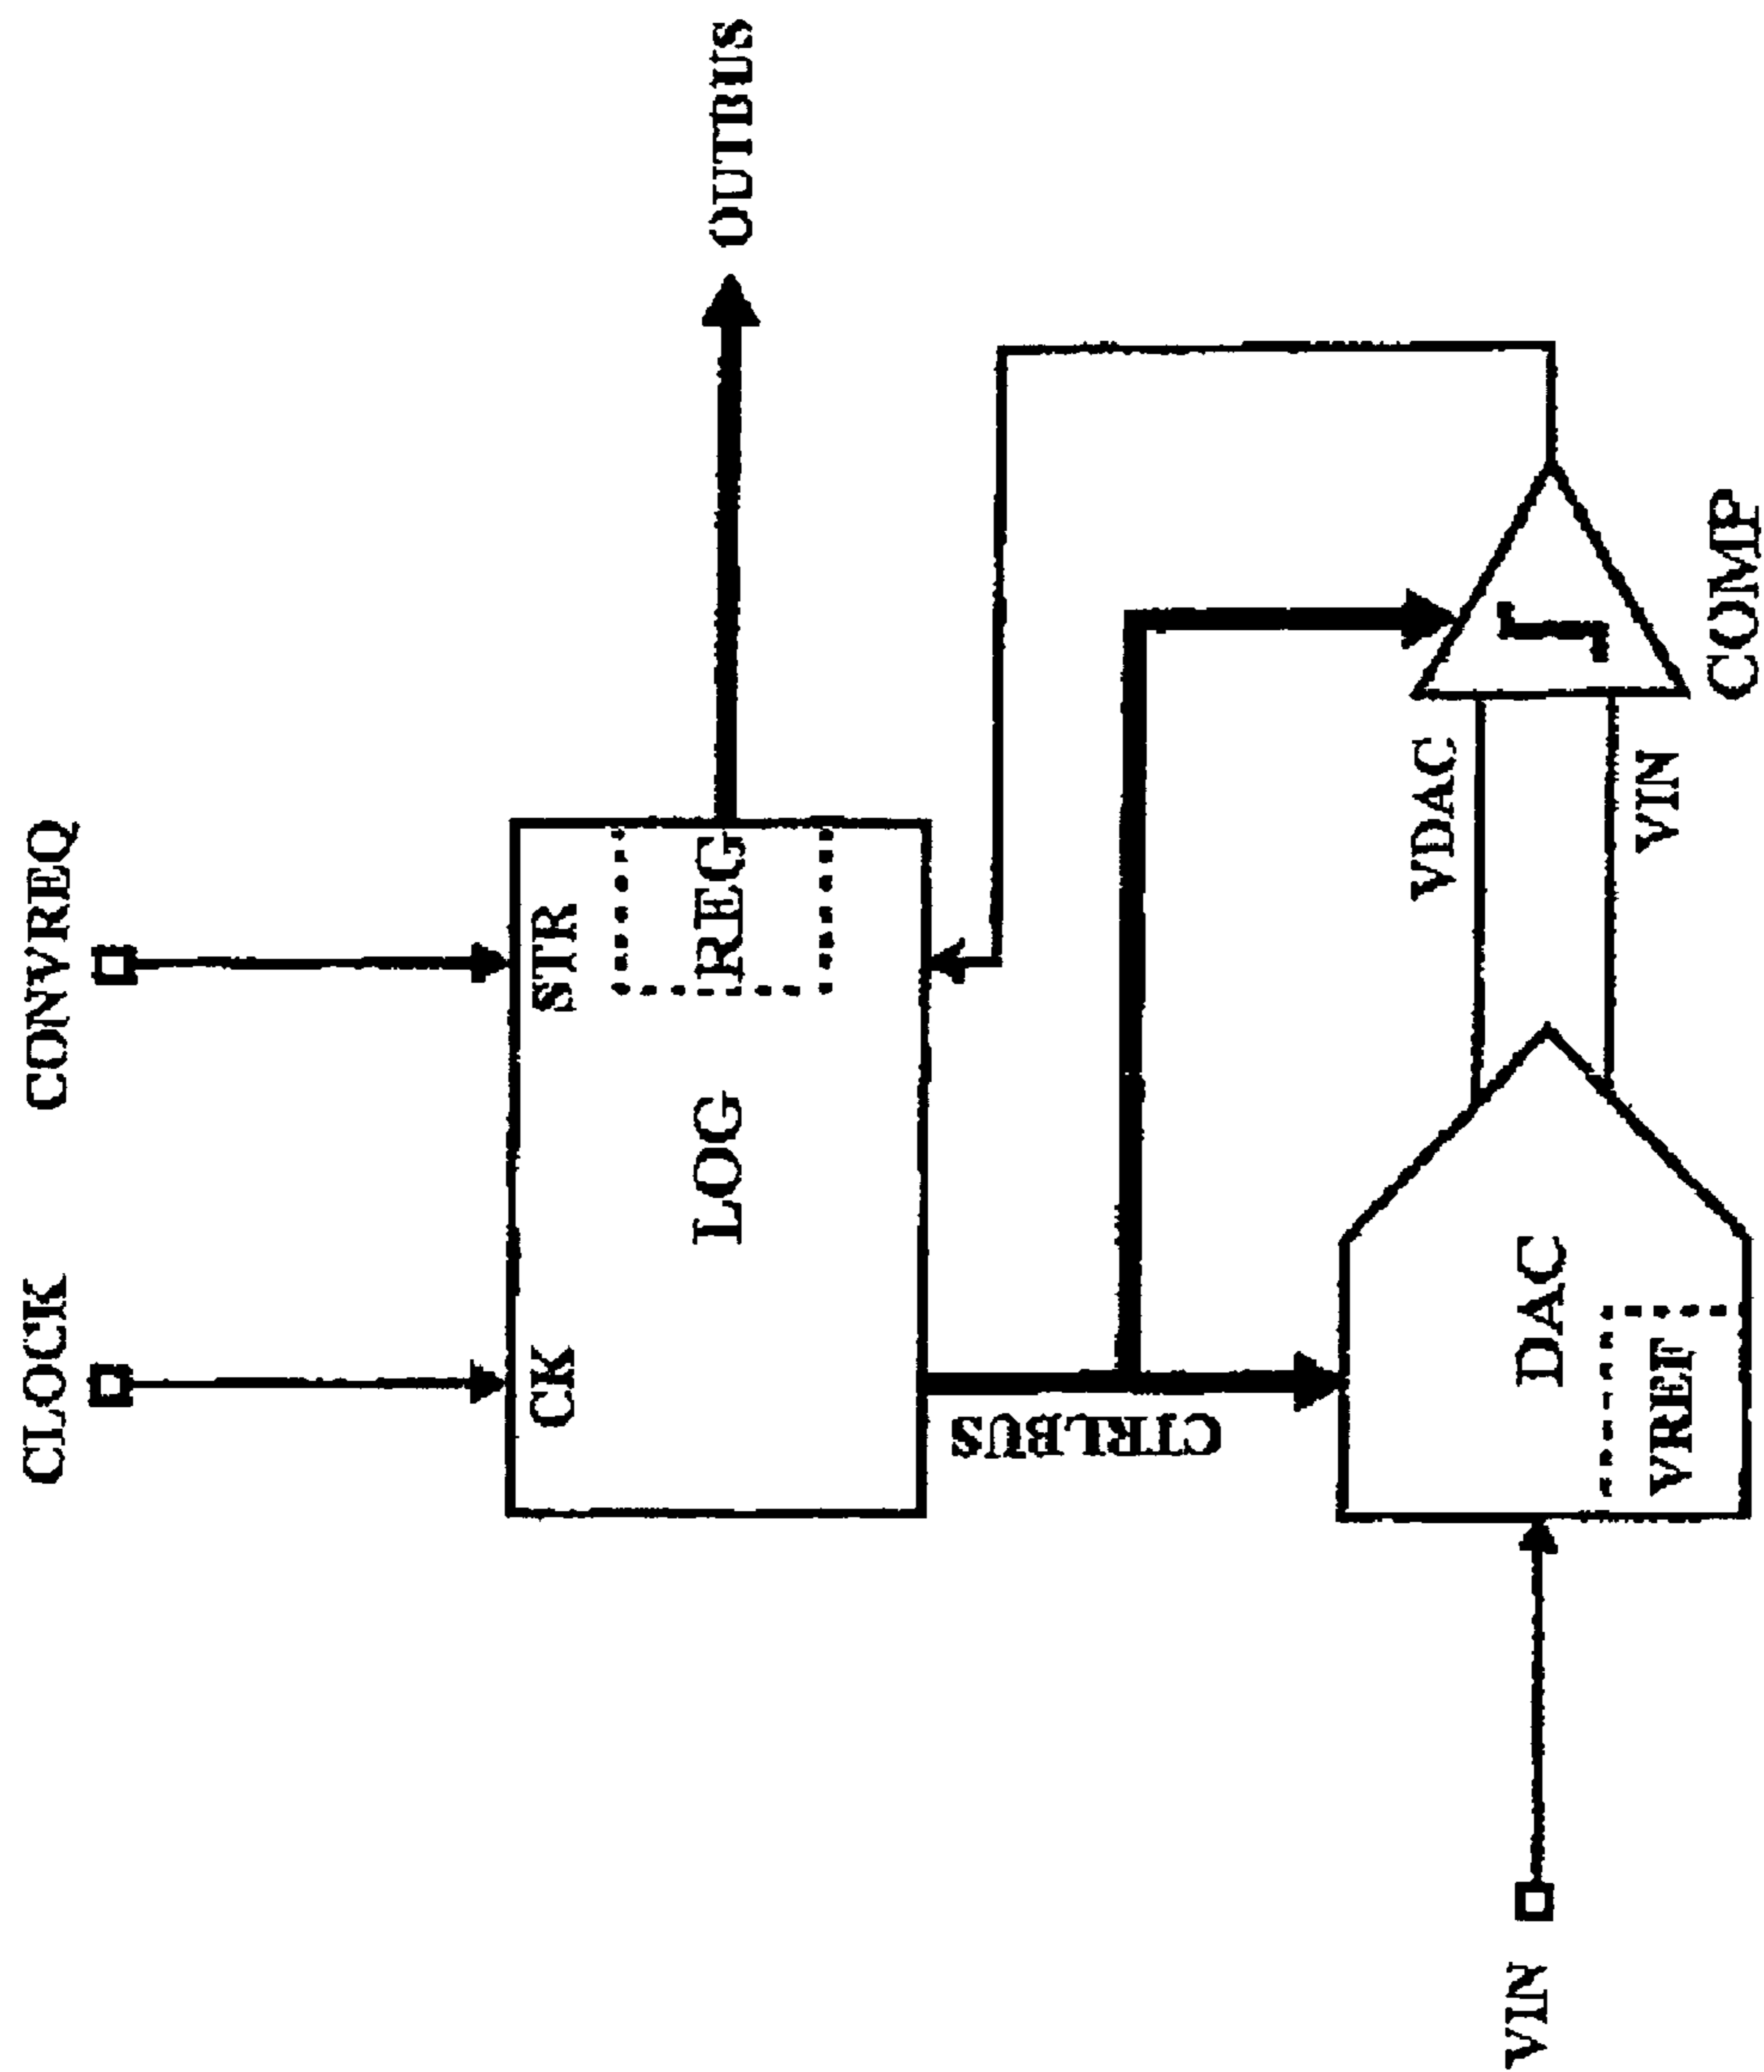 CLOCK
CONVREQ
CK
STR
LOG
REG
OUTBUS
CTRLBUS
VDAC
VIN
DAC
VREF
COMP
VIN